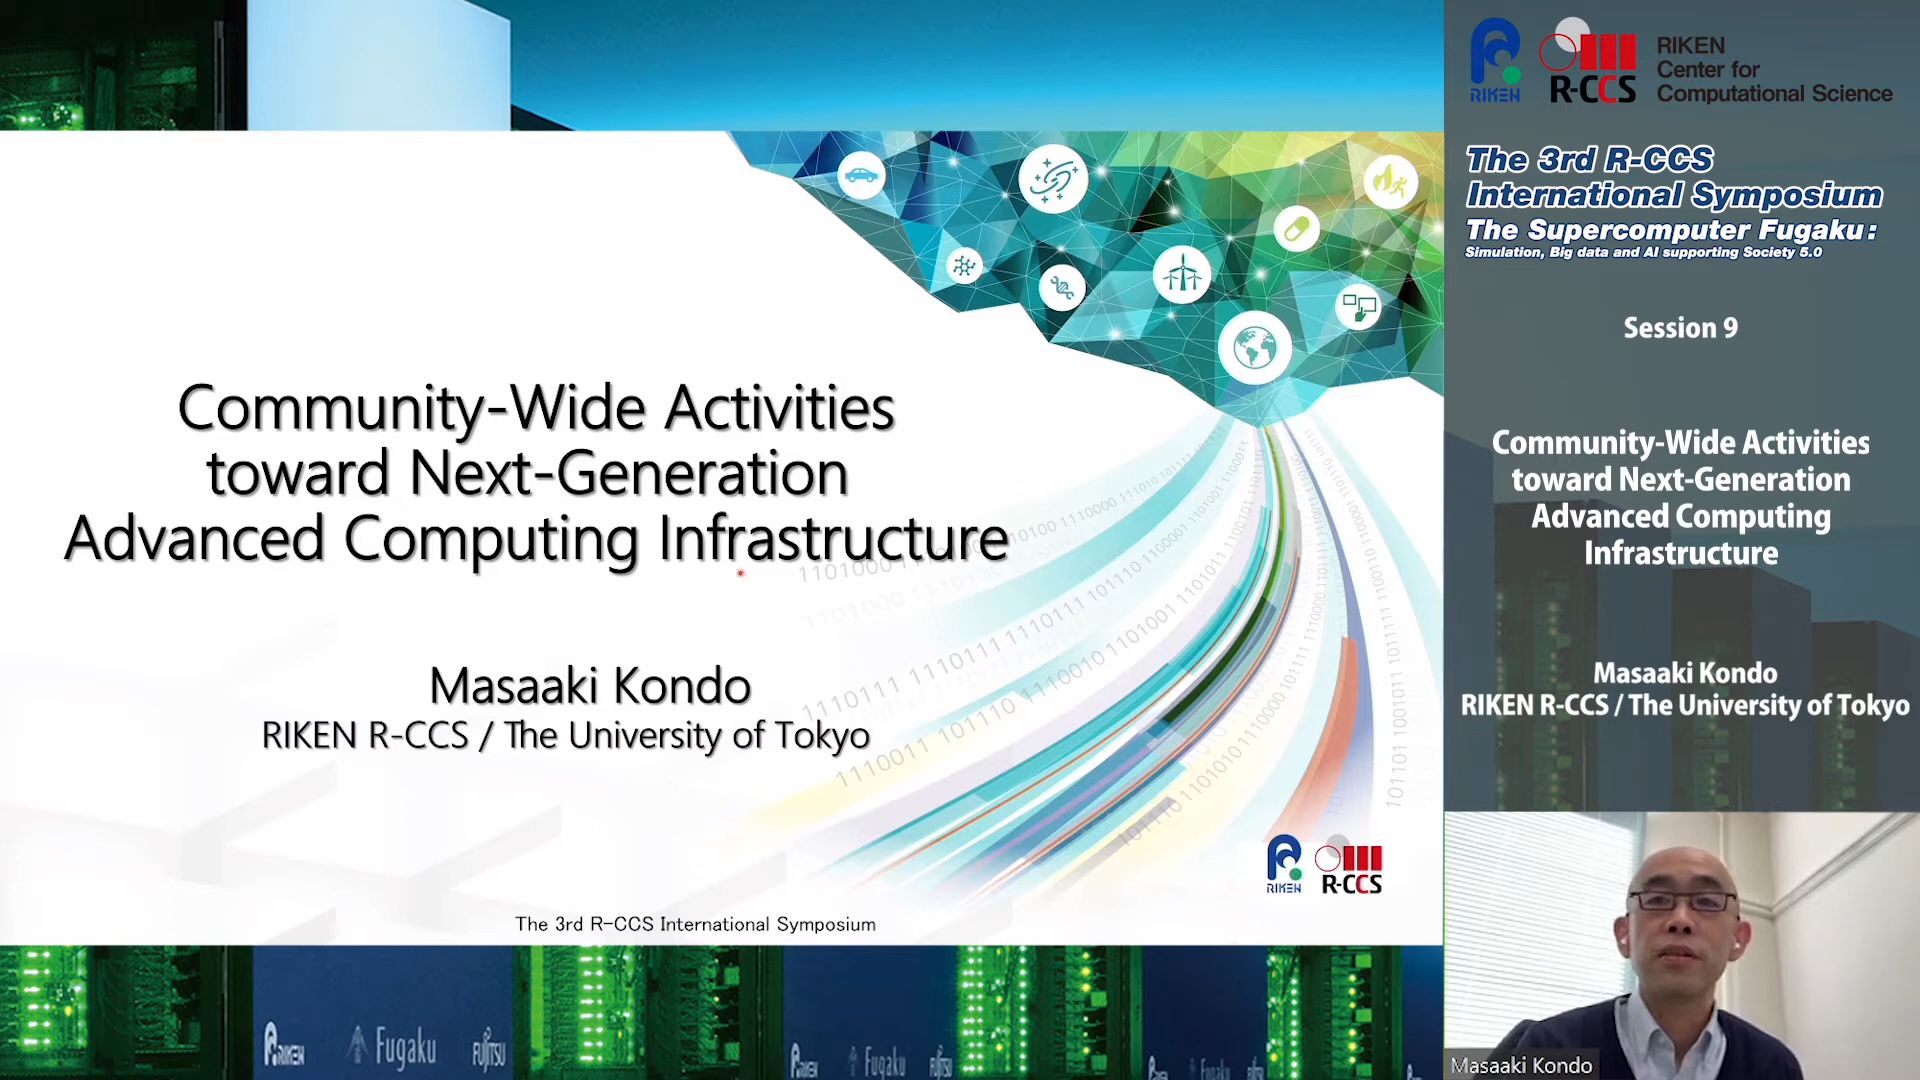 Community-Wide Activities
toward Next-Generation
Advanced Computing Infrastructure
Masaaki Kondo
RIKEN R-CCS / The University of Tokyo
RIKEN
R-CCS
The 3rd R-CCS International Symposium
RIKEN
Fugaku
FUJITSU
RIKEN
Fugaku
RIKEN
R-CCS
RIKEN
Center for
Computational Science
The 3rd R-CCS
International Symposium
The Supercomputer Fugaku:
Simulation, Big data and AI supporting Society 5.0
Session 9
Community-Wide Activities
toward Next-Generation
Advanced Computing
Infrastructure
Masaaki Kondo
RIKEN R-CCS / The University of Tokyo
Masaaki Kondo